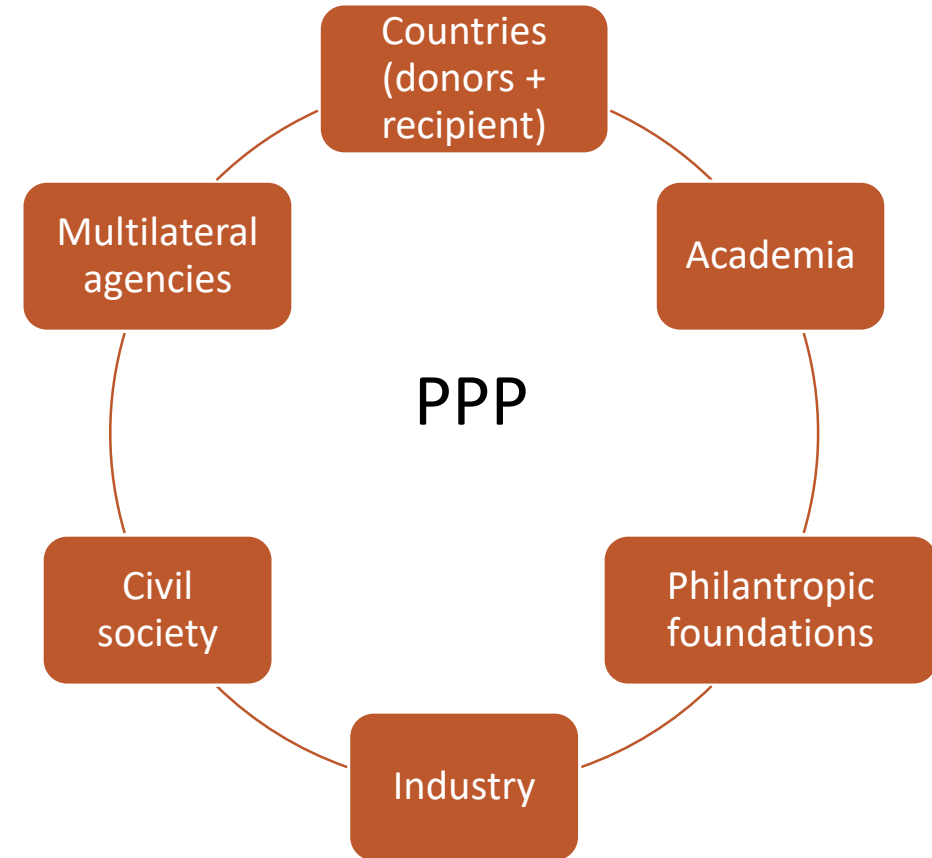 Countries
(donors +
recipient)
Multilateral
agencies
Academia
PPP
Civil
society
Philantropic
foundations
Industry